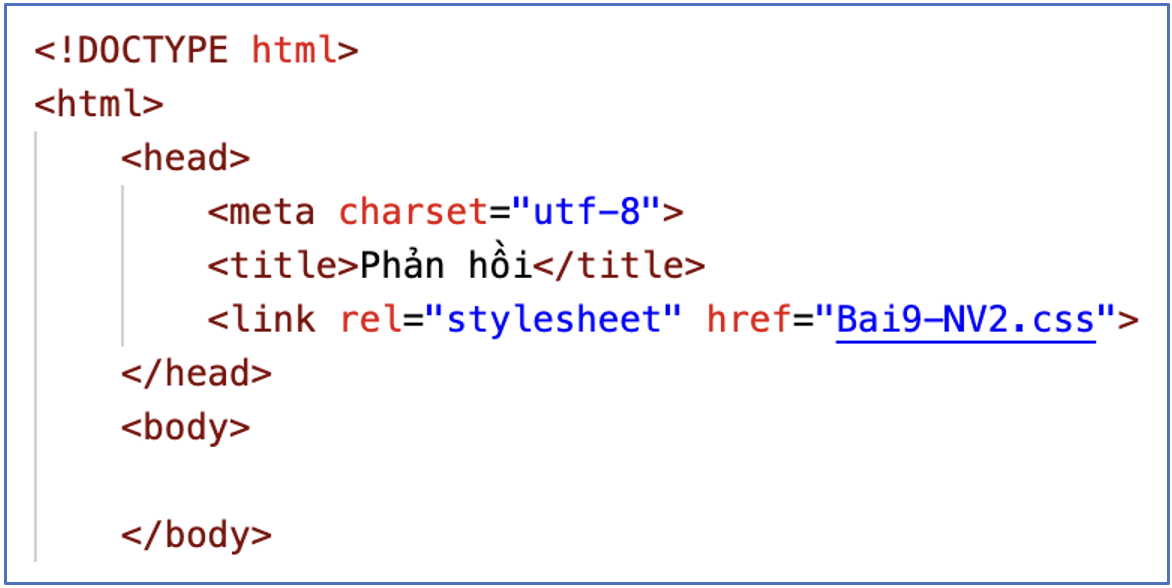 <!DOCTYPE html>
<html>
<head>
<meta charset="utf-8">
<title>Phản hồi</title>
<link rel="stylesheet" href="Bai9-NV2.css">
</head>
<body>
</body>